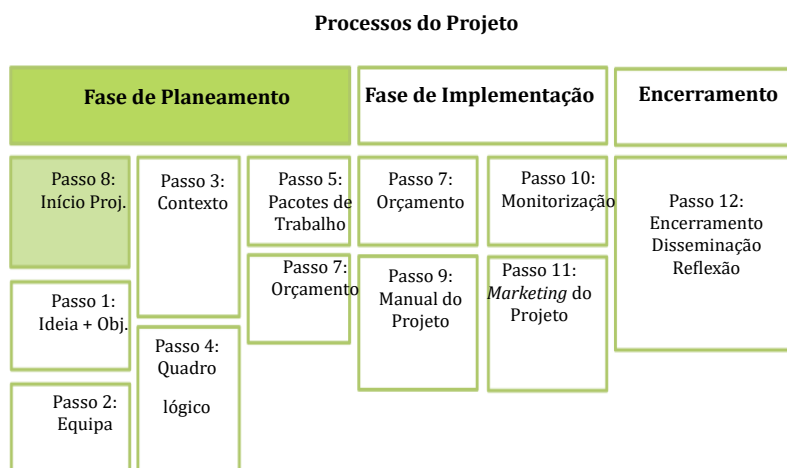 Processos do Projeto
Fase de Planeamento
Fase de Implementação
Encerramento
Passo 8:
Início Proj.
Passo 1:
Ideia + Obj.
Passo 2:
Equipa
Passo 3:
Contexto
Passo 4:
Quadro
lógico
Passo 5:
Pacotes de
Trabalho
Passo 7:
Orçamento
Passo 7:
Orçamento
Passo 9:
Manual do
Projeto
Passo 10:
Monitorização
Passo 11:
Marketing do
Projeto
Passo 12:
Encerramento
Disseminação
Reflexão